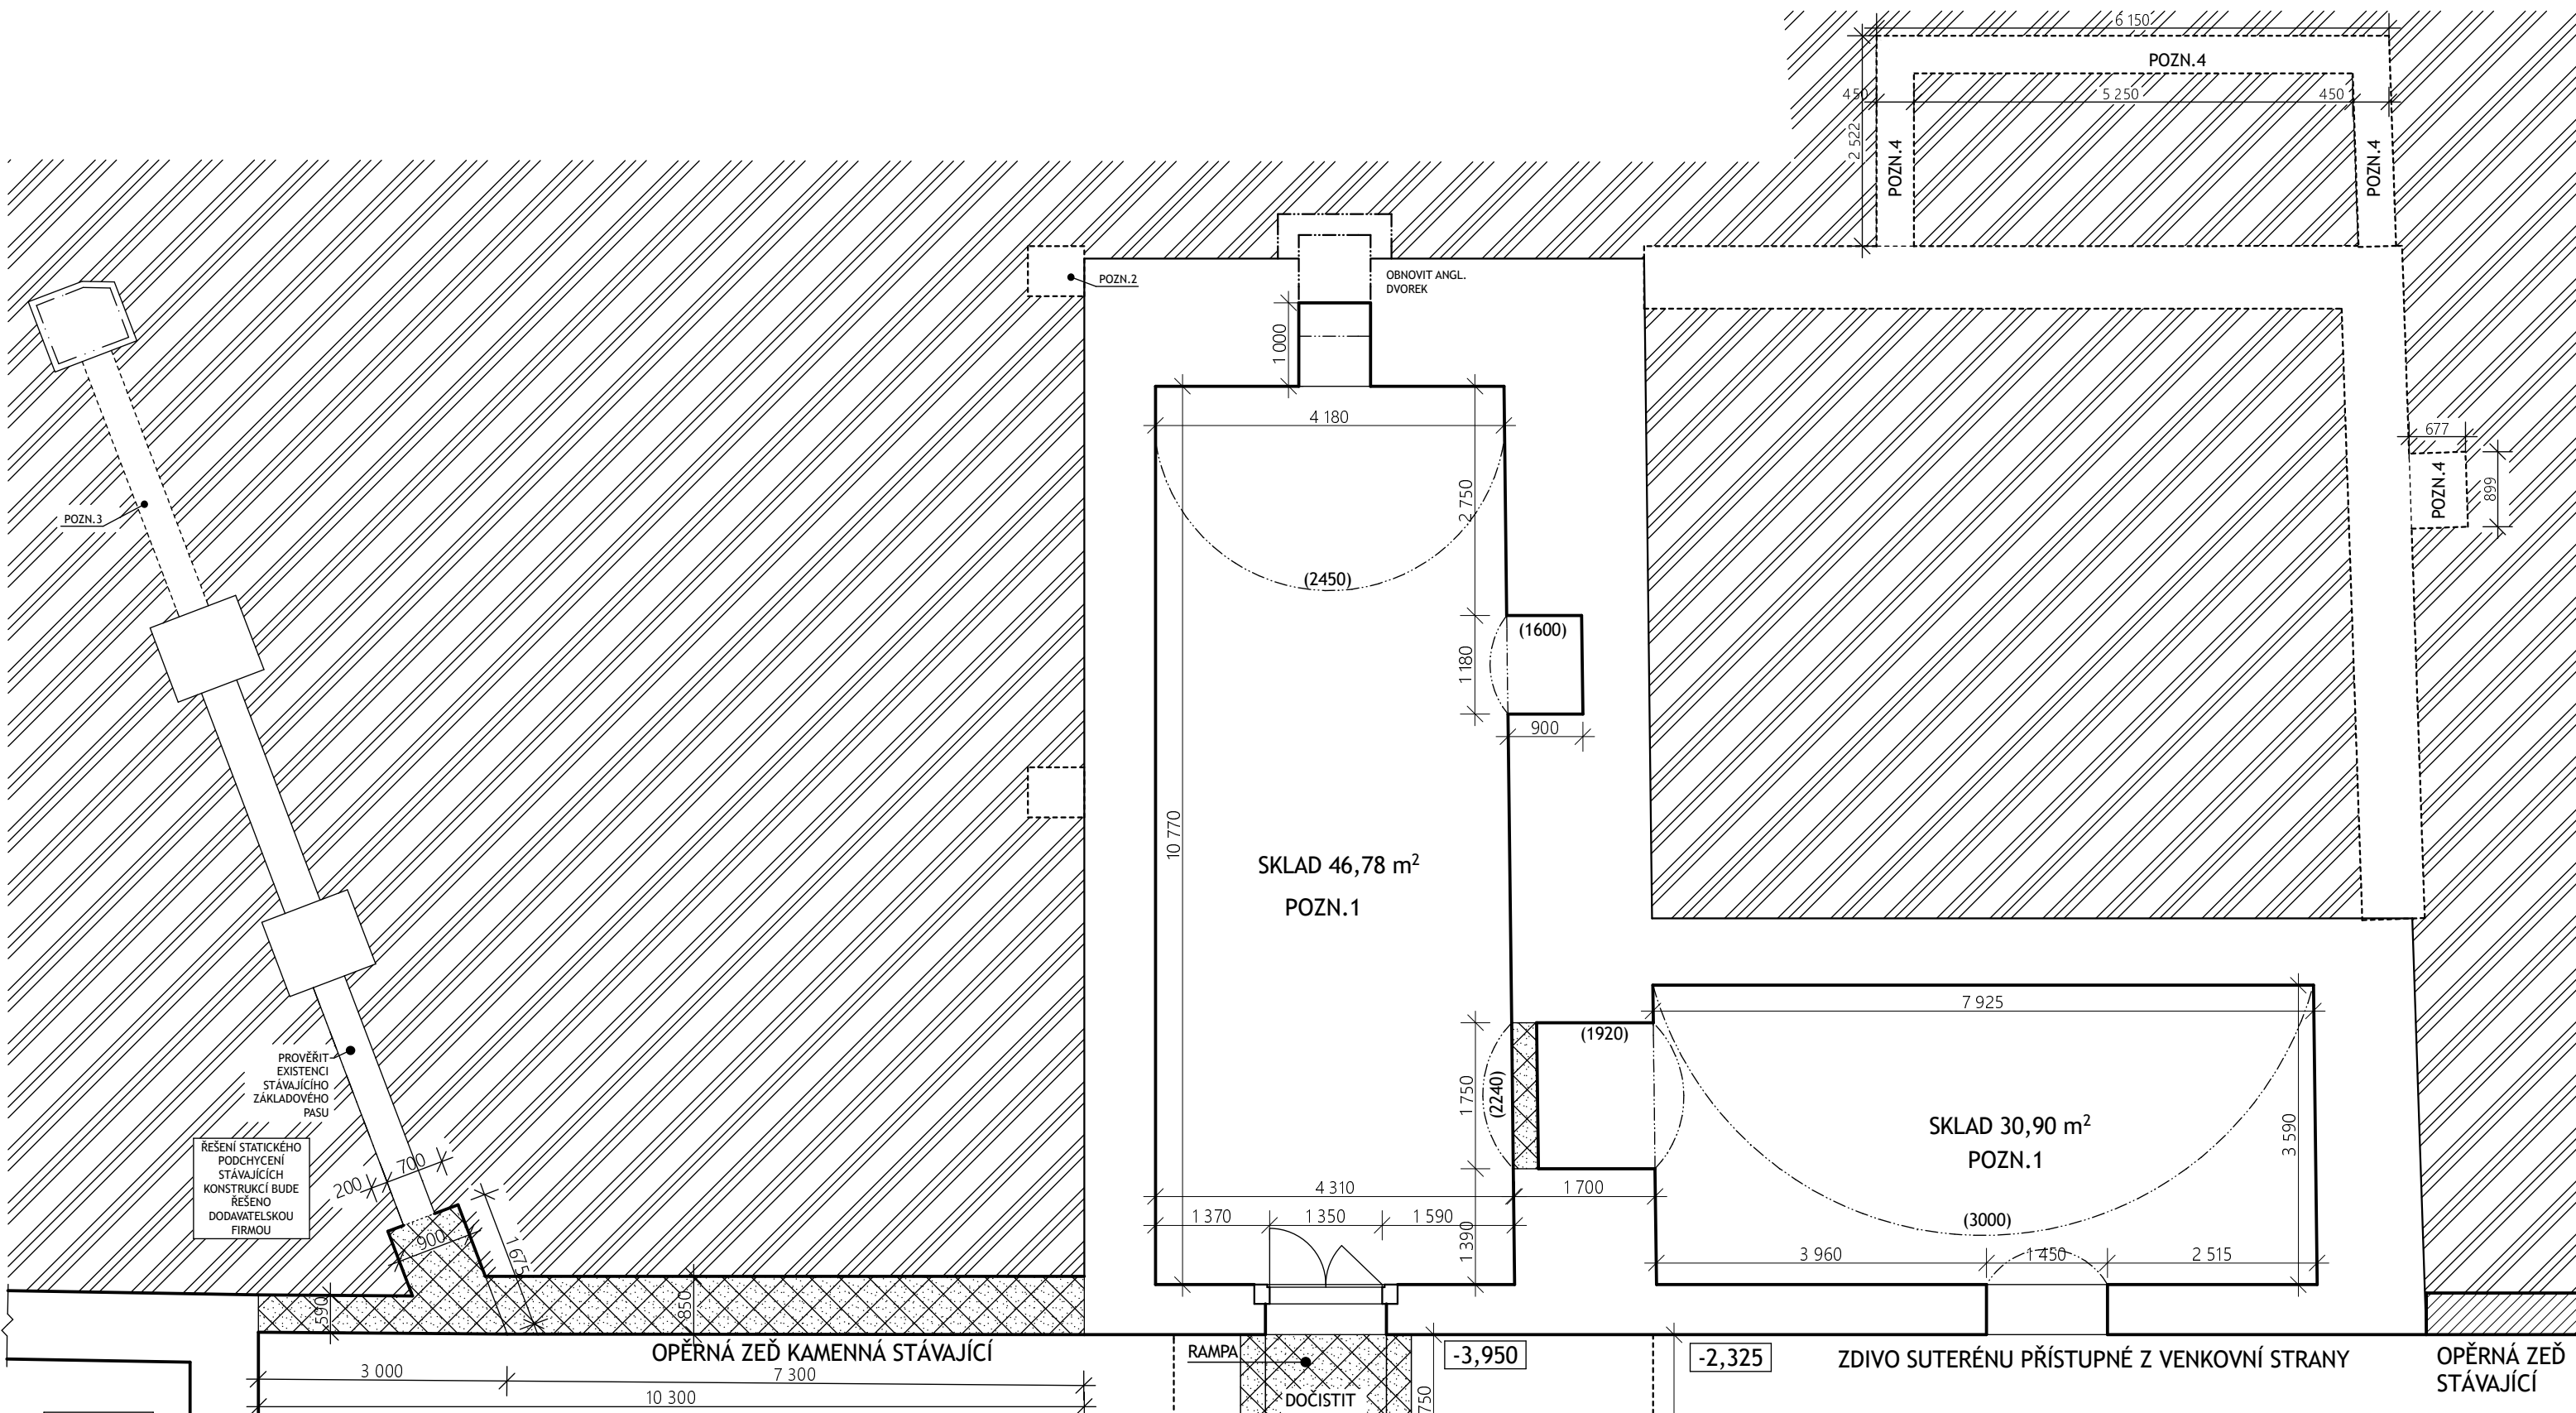 6 150
POZN.4
450
5 250
450
2 522
POZN.4
POZN.4
POZN.2
OBNOVIT ANGL.
DVOREK
1 000
4 180
677
POZN.4
899
2 750
POZN.3
(2450)
(1600)
1 180
900
10 770
SKLAD 46,78 m²
POZN.1
7 925
(1920)
PROVĚŘIT
EXISTENCI
STÁVAJÍCÍHO
ZÁKLADOVÉHO
PASU
1 750
(2240)
SKLAD 30,90 m²
POZN.1
3 590
ŘEŠENÍ STATICKÉHO
PODCHYCENÍ
STÁVAJÍCÍCH
KONSTRUKCÍ BUDE
ŘEŠENO
DODAVATELSKOU
FIRMOU
200
700
4 310
1 700
1 370
1 350
1 590
(3000)
900
1 675
1 390
3 960
1 450
2 515
590
850
OPĚRNÁ ZEĎ KAMENNÁ STÁVAJÍCÍ
RAMPA
-3,950
-2,325
ZDIVO SUTERÉNU PŘÍSTUPNÉ Z VENKOVNÍ STRANY
OPĚRNÁ ZEĎ
STÁVAJÍCÍ
3 000
7 300
10 300
DOČISTIT
750